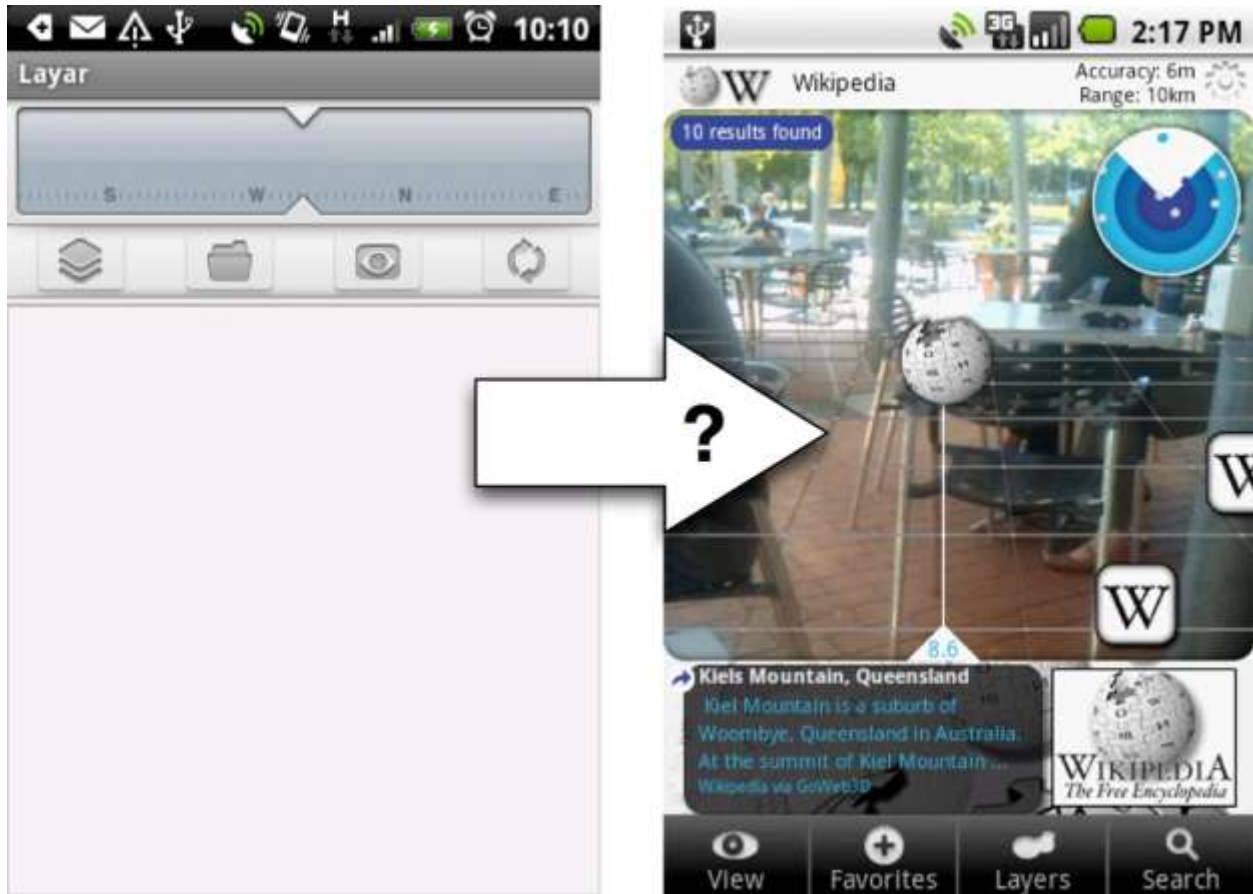 H
10:10
Layar
S W N E
?
3G
2:17 PM
W Wikipedia
Accuracy: 6m
Range: 10km
10 results found
W
W
8.6
Kiels Mountain, Queensland
Kiel Mountain is a suburb of
Woombye, Queensland in Australia.
At the summit of Kiel Mountain ...
Wikipedia via GoWeb3D
WIKIPEDIA
The Free Encyclopedia
View Favorites Layers Search